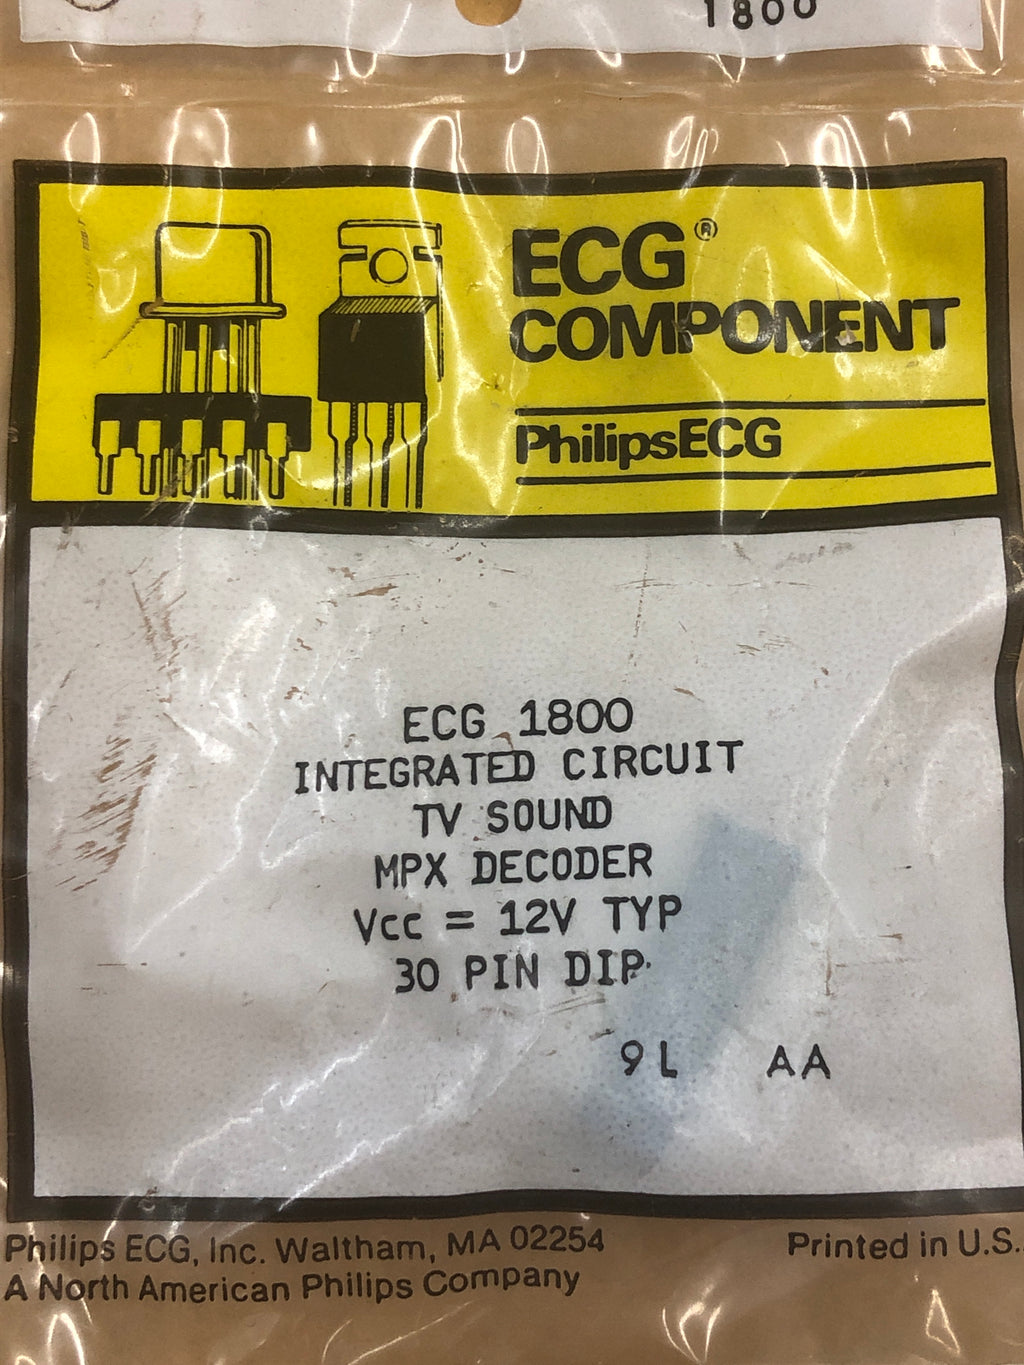 1800
ECG®
COMPONENT
PhilipsECG
ECG 1800
INTEGRATED CIRCUIT
TV SOUND
MPX DECODER
Vcc = 12V TYP
30 PIN DIP
9L AA
Philips ECG, Inc. Waltham, MA 02254
A North American Philips Company
Printed in U.S.